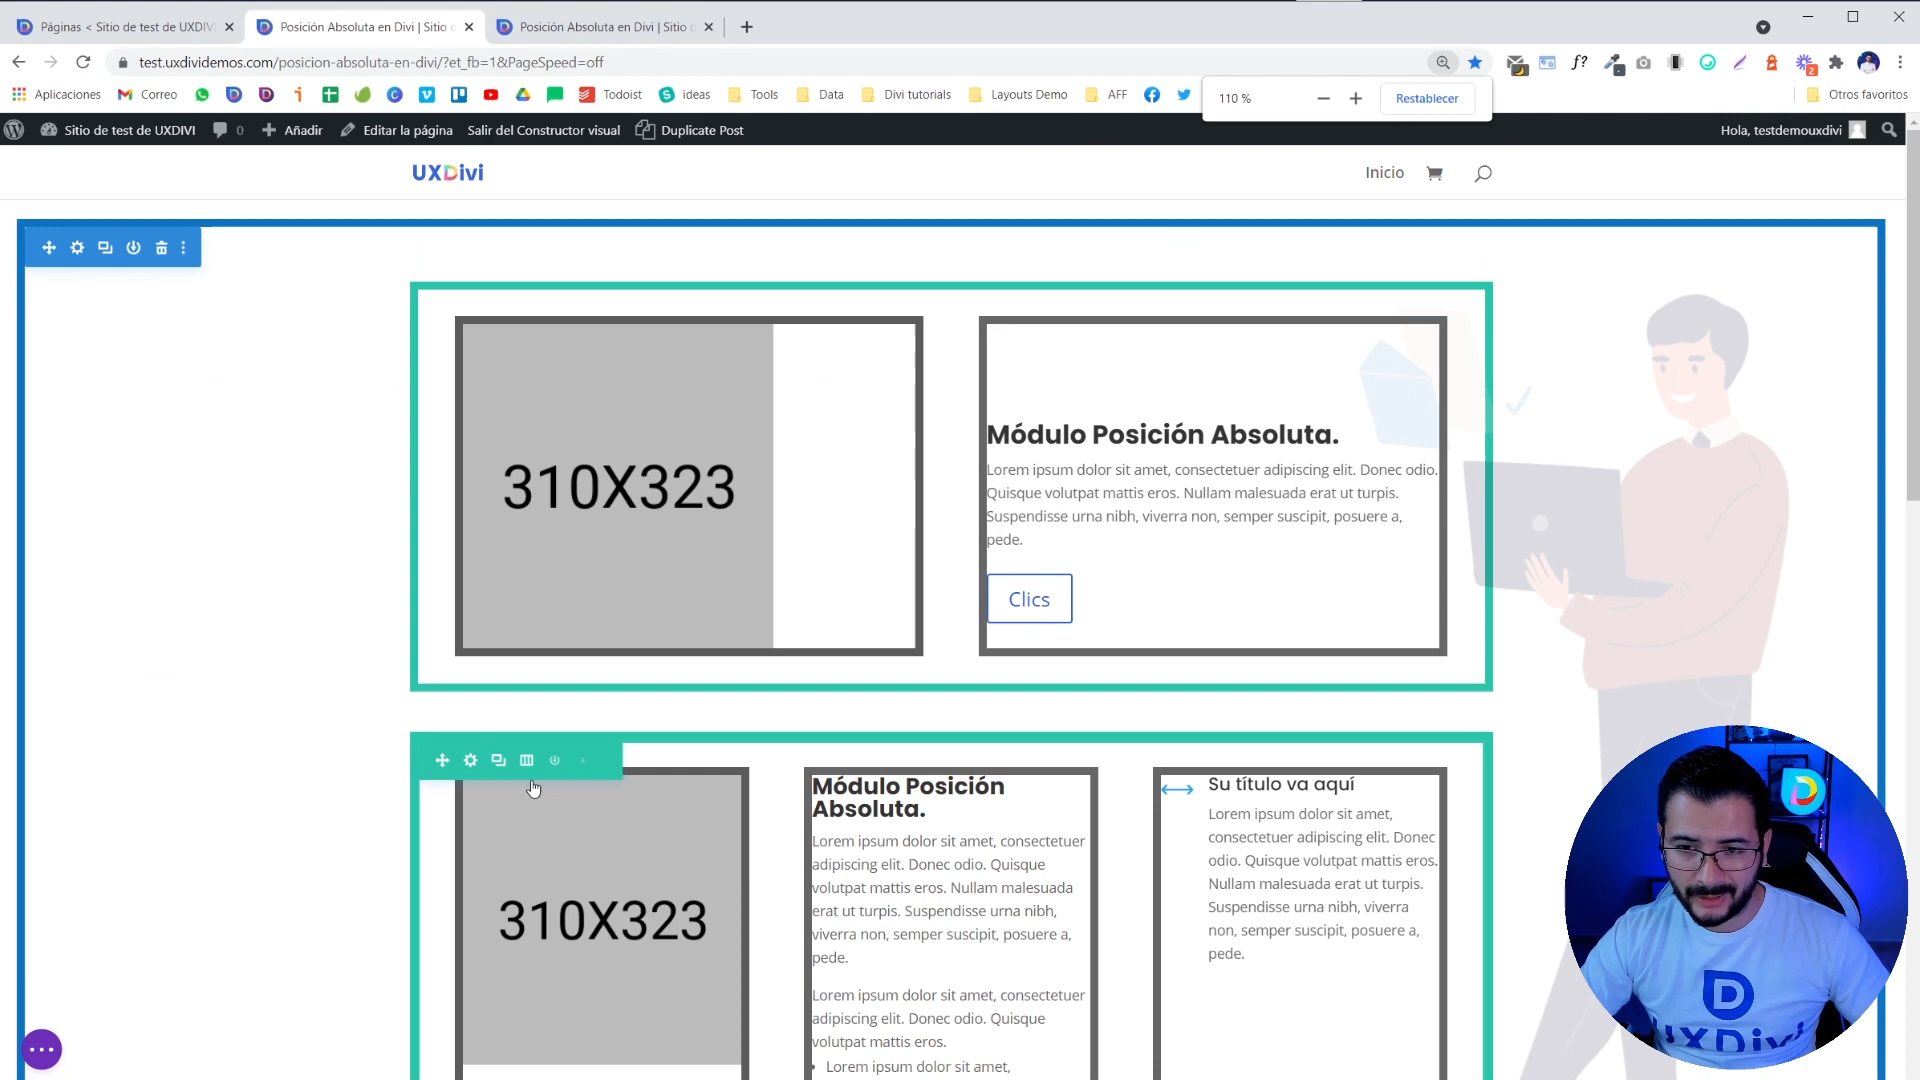 Páginas < Sitio de test de UXDIVI
Posición Absoluta en Divi | Sitio
Posición Absoluta en Divi | Sitio
test.uxdividemos.com/posicion-absoluta-en-divi/?et_fb=1&PageSpeed=off
f?
2
Aplicaciones
Correo
Todoist
ideas
Tools
Data
Divi tutorials
Layouts Demo
AFF
Otros favoritos
110 %
Restablecer
Sitio de test de UXDIVI
0
Añadir
Editar la página
Salir del Constructor visual
Duplicate Post
Hola, testdemouxdivi
UXDivi
Inicio
310X323
Módulo Posición Absoluta.
Lorem ipsum dolor sit amet, consectetuer adipiscing elit. Donec odio.
Quisque volutpat mattis eros. Nullam malesuada erat ut turpis.
Suspendisse urna nibh, viverra non, semper suscipit, posuere a,
pede.
Clics
310X323
Módulo Posición
Absoluta.
Lorem ipsum dolor sit amet, consectetuer
adipiscing elit. Donec odio. Quisque
volutpat mattis eros. Nullam malesuada
erat ut turpis. Suspendisse urna nibh,
viverra non, semper suscipit, posuere a,
pede.
Lorem ipsum dolor sit amet, consectetuer
adipiscing elit. Donec odio. Quisque
volutpat mattis eros.
Lorem ipsum dolor sit amet,
Su título va aquí
Lorem ipsum dolor sit amet,
consectetuer adipiscing elit. Donec
odio. Quisque volutpat mattis eros.
Nullam malesuada erat ut turpis.
Suspendisse urna nibh, viverra
non, semper suscipit, posuere a,
pede.
UXDivi